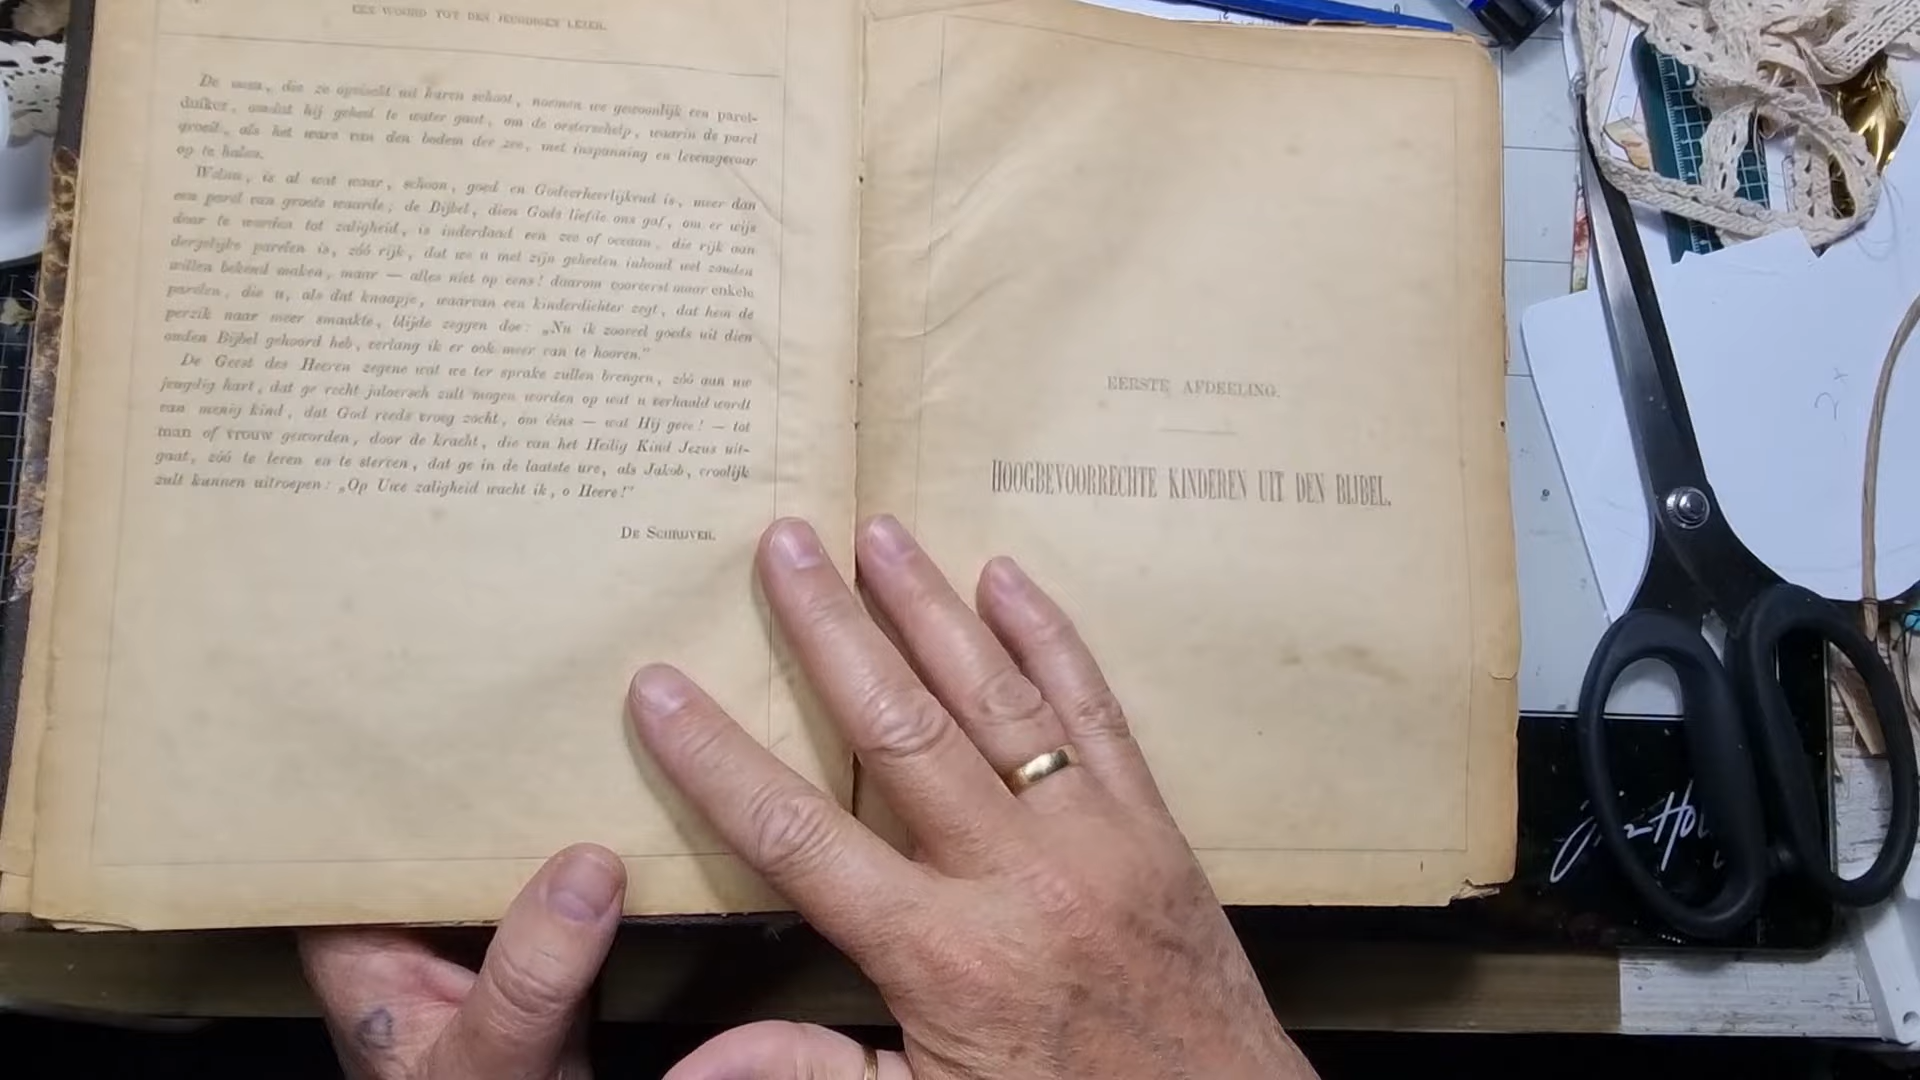 EEN WOORD TOT DEN JEUGDIGEN LEZER.
De man, die ze opvischt uit haren schoot, noemen we gewoonlijk een parel-
duiker, omdat hij geheel te water gaat, om de oesterschelp, waarin de parel
groeit, als het ware van den bodem der zee, met inspanning en levensgevaar
op te halen.
Welnu, is al wat waar, schoon, goed en Godverheerlijkend is, meer dan
een parel van groote waarde; de Bijbel, dien Gods liefde ons gaf, om er wijs
door te worden tot zaligheid, is inderdaad een zee of oceaan, die rijk aan
dergelijke parelen is, zóó rijk, dat we u met zijn geheelen inhoud wel zouden
willen bekend maken, maar — alles niet op eens! daarom vooreerst maar enkele
parelen, die u, als dat knaapje, waarvan een kinderdichter zegt, dat hem de
perzik naar meer smaakte, blijde zeggen doe: „Nu ik zooveel goeds uit dien
ouden Bijbel gehoord heb, verlang ik er ook meer van te hooren."
De Geest des Heeren zegene wat we ter sprake zullen brengen, zóó aan uw
jeugdig hart, dat ge recht jaloersch zult mogen worden op wat u verhaald wordt
van menig kind, dat God reeds vroeg zocht, om ééns — wat Hij geve! — tot
man of vrouw geworden, door de kracht, die van het Heilig Kind Jezus uit-
gaat, zóó te leven en te sterven, dat ge in de laatste ure, als Jakob, vroolijk
zult kunnen uitroepen: „Op Uwe zaligheid wacht ik, o Heere!"
DE SCHRIJVER.
EERSTE AFDEELING.
HOOGBEVOORRECHTE KINDEREN UIT DEN BIJBEL.